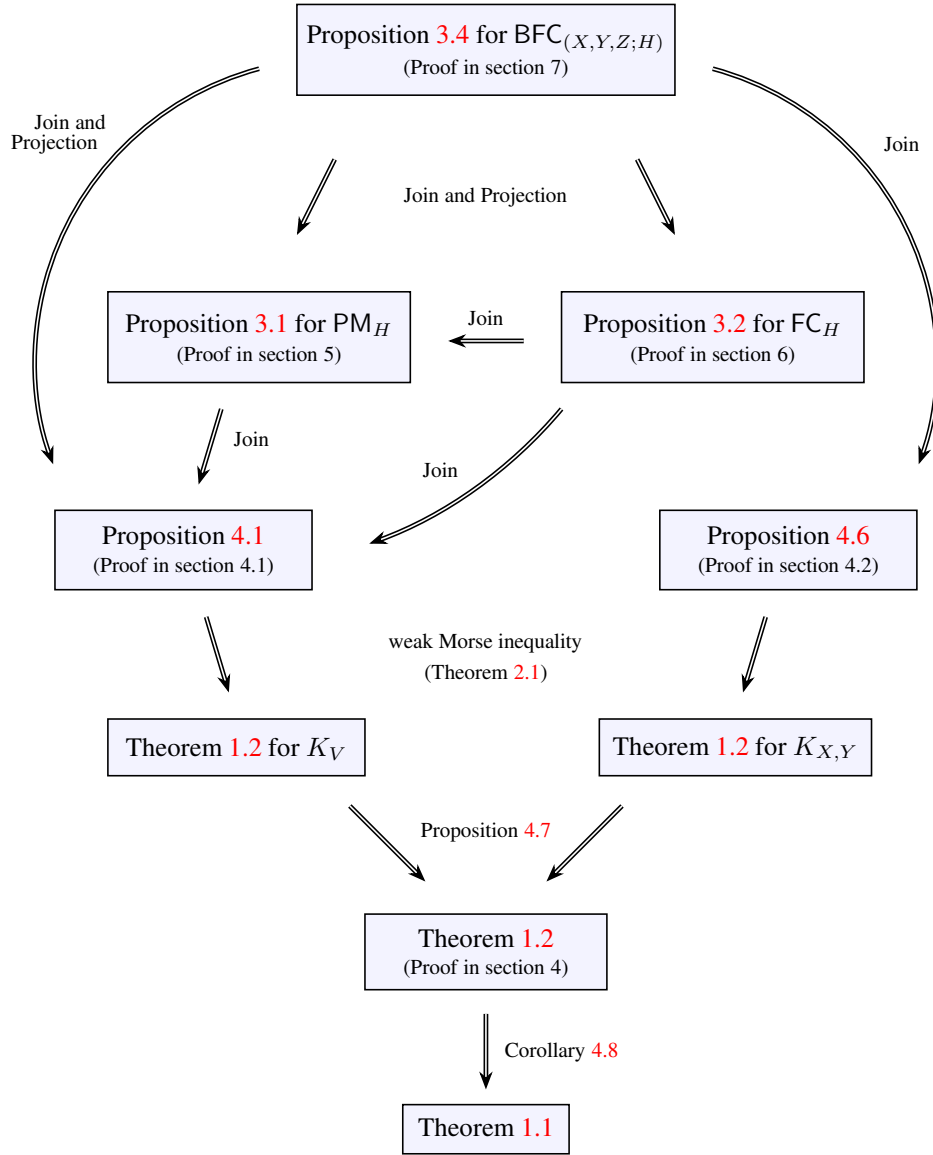 Proposition 3.4 for BFC(X,Y,Z;H)
(Proof in section 7)
Join and
Projection
Join
Join and Projection
Proposition 3.1 for PM_H
(Proof in section 5)
Join
Proposition 3.2 for FC_H
(Proof in section 6)
Join
Join
Proposition 4.1
(Proof in section 4.1)
Proposition 4.6
(Proof in section 4.2)
weak Morse inequality
(Theorem 2.1)
Theorem 1.2 for K_V
Theorem 1.2 for K_{X,Y}
Proposition 4.7
Theorem 1.2
(Proof in section 4)
Corollary 4.8
Theorem 1.1